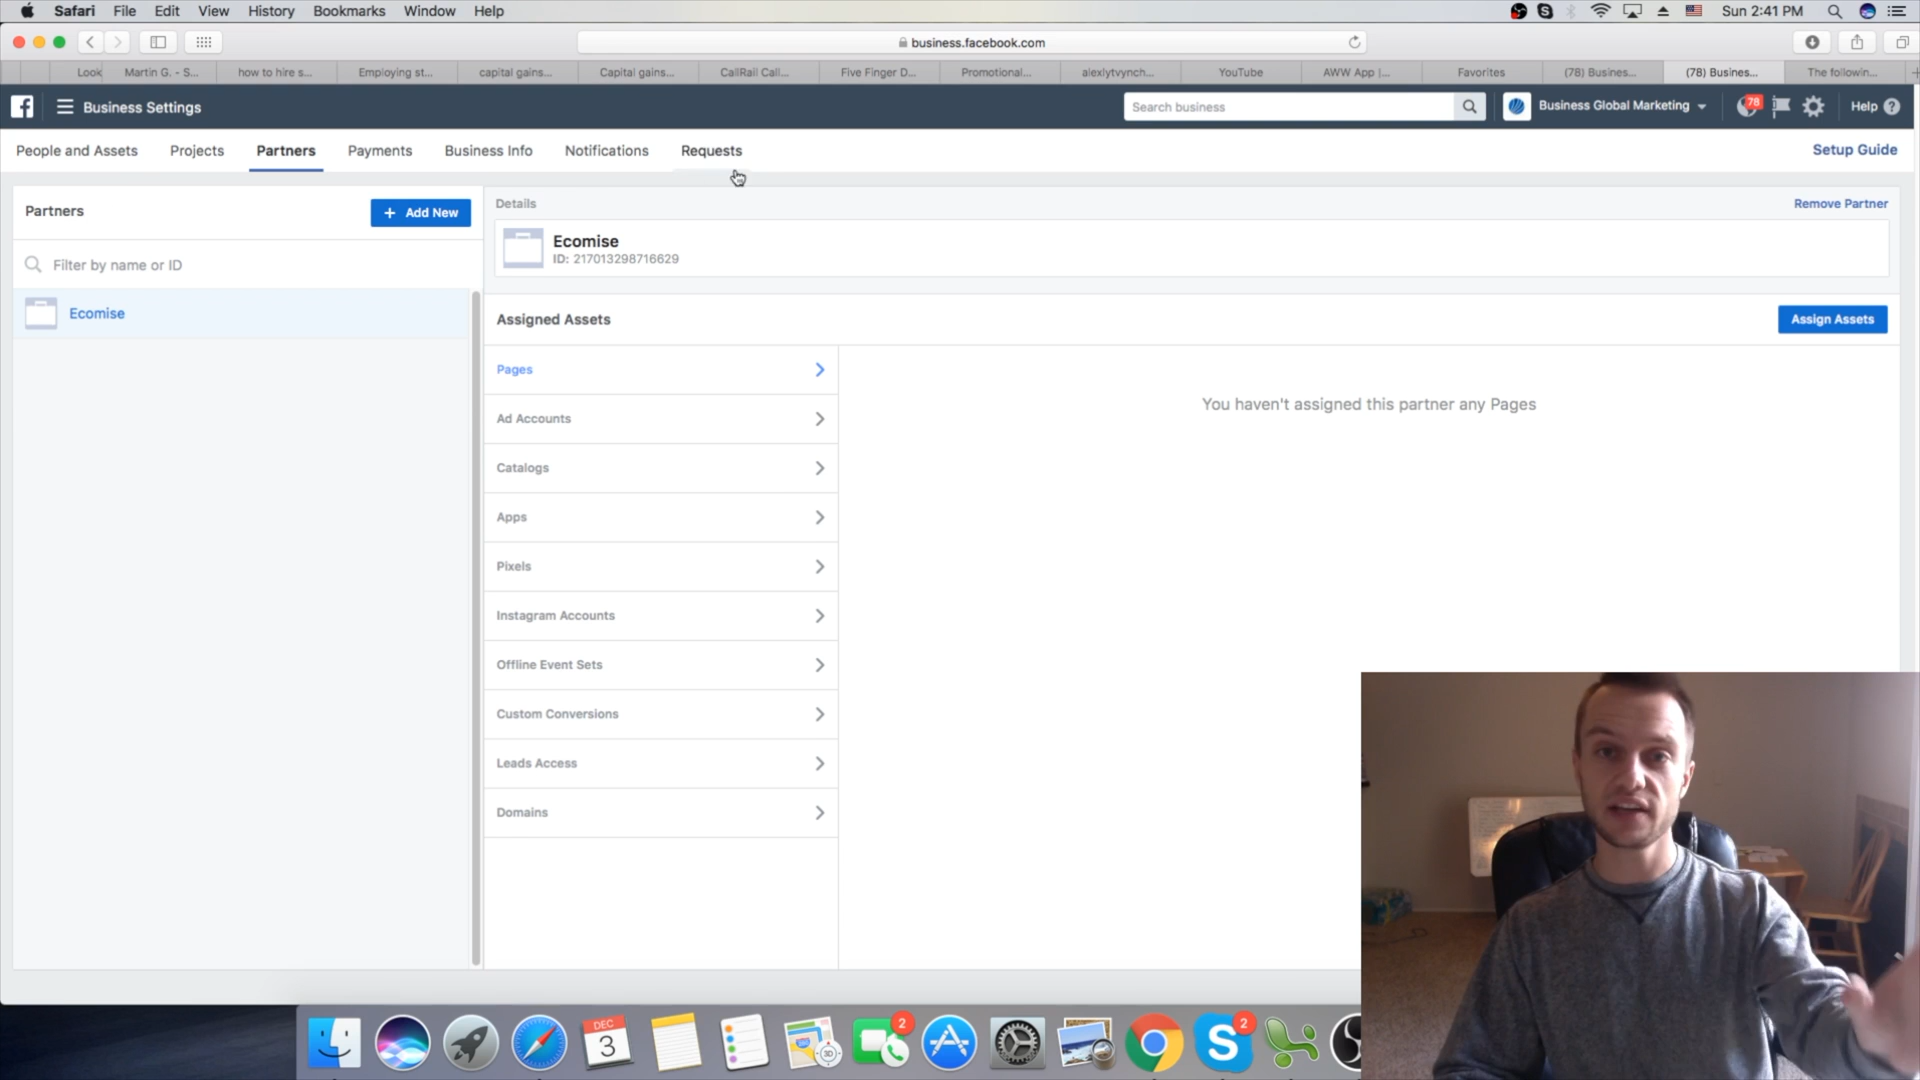 Safari File Edit View History Bookmarks Window Help Sun 2:41 PM
business.facebook.com
Look Martin G. - S... how to hire s... Employing st... capital gains... Capital gains... CallRail Call... Five Finger D... Promotional... alexlytvynch... YouTube AWW App |... Favorites (78) Busines... (78) Busines... The followin...
Business Settings Search business Business Global Marketing 78 Help ?
People and Assets Projects Partners Payments Business Info Notifications Requests Setup Guide
Partners + Add New
Filter by name or ID
Ecomise
Details Remove Partner
Ecomise
ID: 217013298716629
Assigned Assets Assign Assets
Pages
Ad Accounts
Catalogs
Apps
Pixels
Instagram Accounts
Offline Event Sets
Custom Conversions
Leads Access
Domains
You haven't assigned this partner any Pages
DEC
3
3D
2
S
2